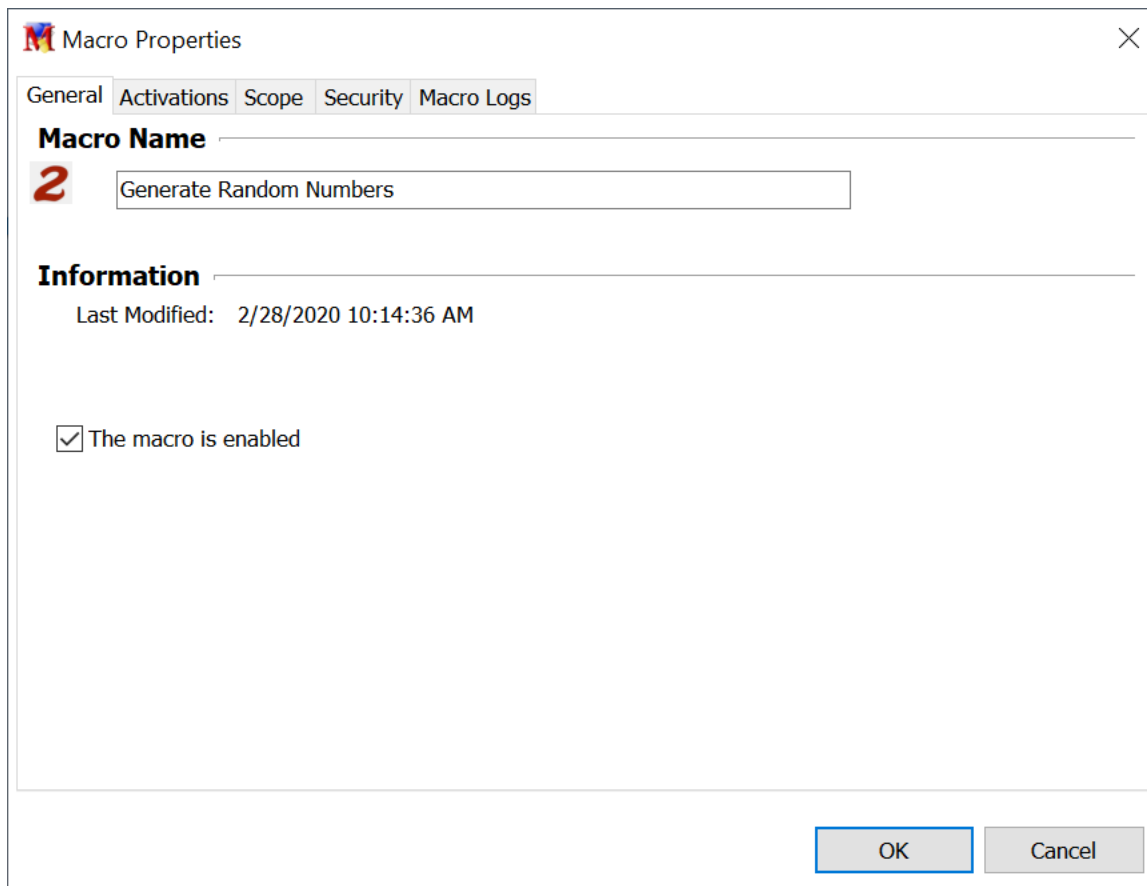 Macro Properties
General Activations Scope Security Macro Logs
Macro Name
2 Generate Random Numbers
Information
Last Modified: 2/28/2020 10:14:36 AM
The macro is enabled
OK Cancel